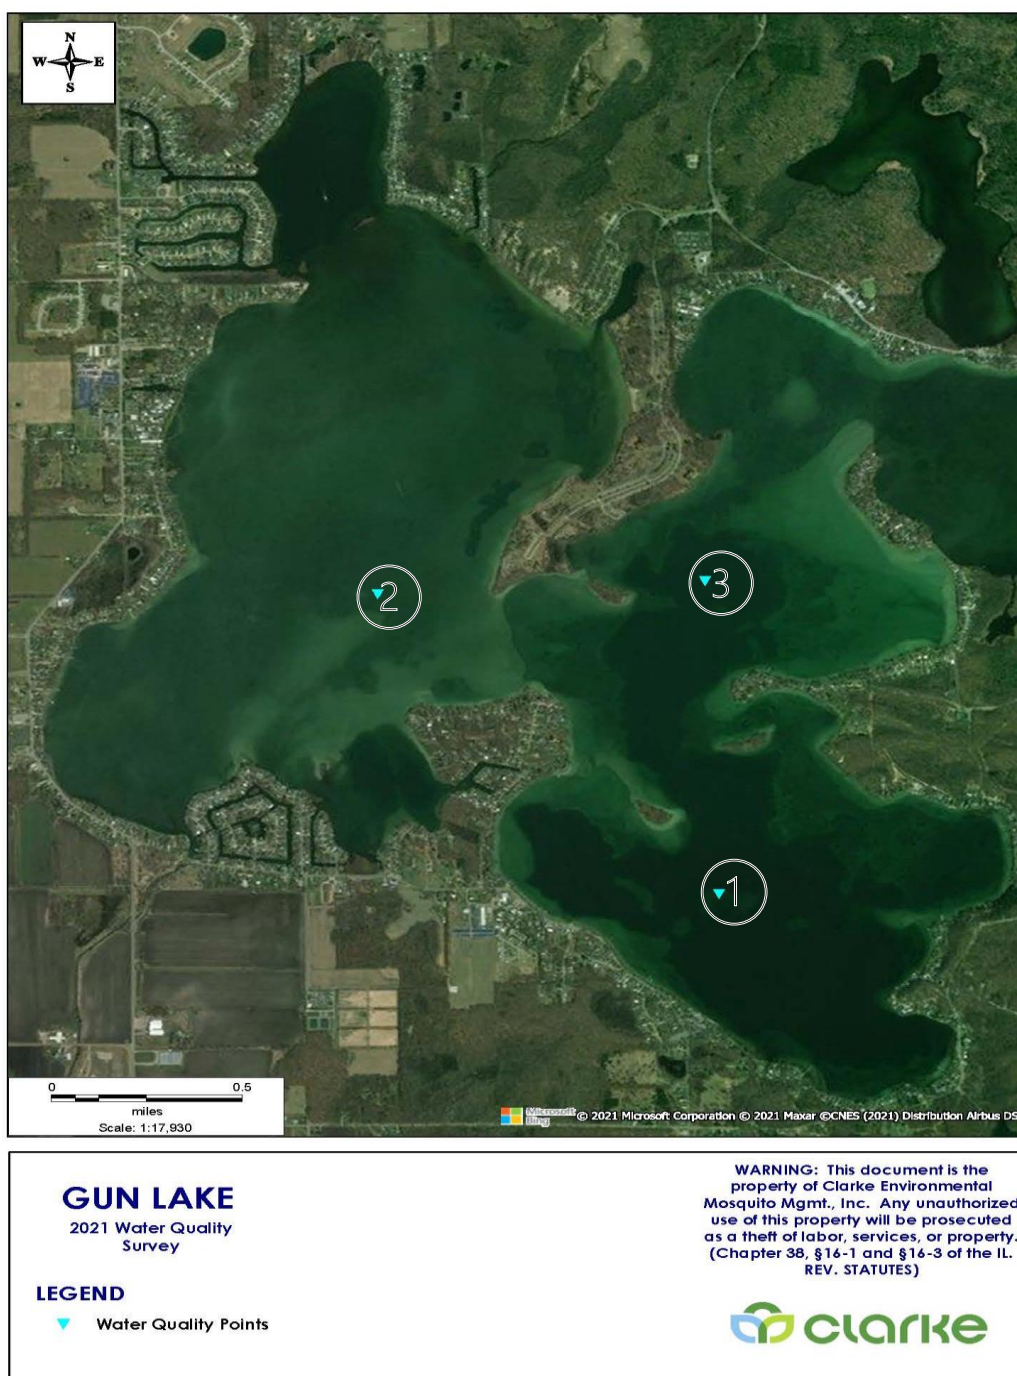 N
W E
S
2
3
1
0 0.5
miles
Scale: 1:17,930
Microsoft
Bing
© 2021 Microsoft Corporation © 2021 Maxar ©CNES (2021) Distribution Airbus DS
GUN LAKE
2021 Water Quality
Survey
LEGEND
Water Quality Points
WARNING: This document is the
property of Clarke Environmental
Mosquito Mgmt., Inc. Any unauthorized
use of this property will be prosecuted
as a theft of labor, services, or property.
(Chapter 38, §16-1 and §16-3 of the IL.
REV. STATUTES)
clarke